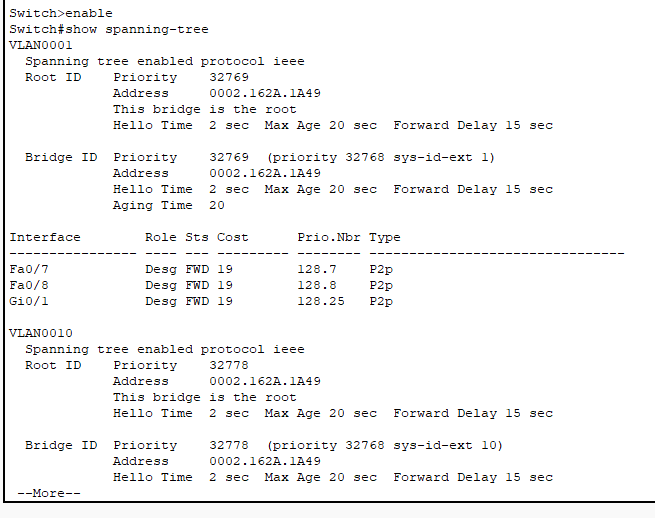 Switch>enable
Switch#show spanning-tree
VLAN0001
  Spanning tree enabled protocol ieee
  Root ID    Priority    32769
             Address     0002.162A.1A49
             This bridge is the root
             Hello Time  2 sec  Max Age 20 sec  Forward Delay 15 sec

  Bridge ID  Priority    32769  (priority 32768 sys-id-ext 1)
             Address     0002.162A.1A49
             Hello Time  2 sec  Max Age 20 sec  Forward Delay 15 sec
             Aging Time  20

Interface        Role Sts Cost      Prio.Nbr Type
---------------- ---- --- --------- -------- --------------------------------
Fa0/7            Desg FWD 19        128.7    P2p
Fa0/8            Desg FWD 19        128.8    P2p
Gi0/1            Desg FWD 19        128.25   P2p

VLAN0010
  Spanning tree enabled protocol ieee
  Root ID    Priority    32778
             Address     0002.162A.1A49
             This bridge is the root
             Hello Time  2 sec  Max Age 20 sec  Forward Delay 15 sec

  Bridge ID  Priority    32778  (priority 32768 sys-id-ext 10)
             Address     0002.162A.1A49
             Hello Time  2 sec  Max Age 20 sec  Forward Delay 15 sec
 --More--